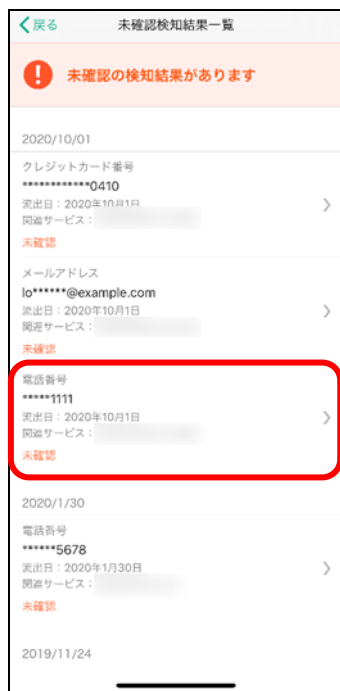 戻る 未確認検知結果一覧
未確認の検知結果があります
2020/10/01
クレジットカード番号
************0410
流出日：2020年10月1日
関連サービス：
未確認
メールアドレス
lo******@example.com
流出日：2020年10月1日
関連サービス：
未確認
電話番号
*****1111
流出日：2020年10月1日
関連サービス：
未確認
2020/1/30
電話番号
******5678
流出日：2020年1月30日
関連サービス：
未確認
2019/11/24